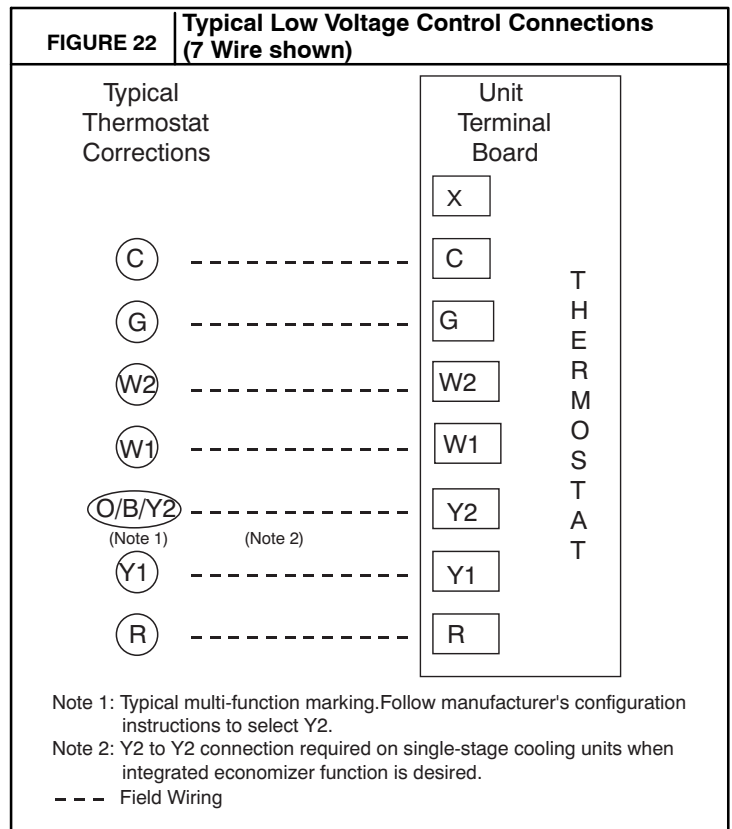 FIGURE 22
Typical Low Voltage Control Connections
(7 Wire shown)
Typical
Thermostat
Corrections
Unit
Terminal
Board
X
C
C
G
G
W2
W2
W1
W1
O/B/Y2
Y2
(Note 1)
(Note 2)
Y1
Y1
R
R
THERMOSTAT
Note 1: Typical multi-function marking.Follow manufacturer's configuration
instructions to select Y2.
Note 2: Y2 to Y2 connection required on single-stage cooling units when
integrated economizer function is desired.
Field Wiring